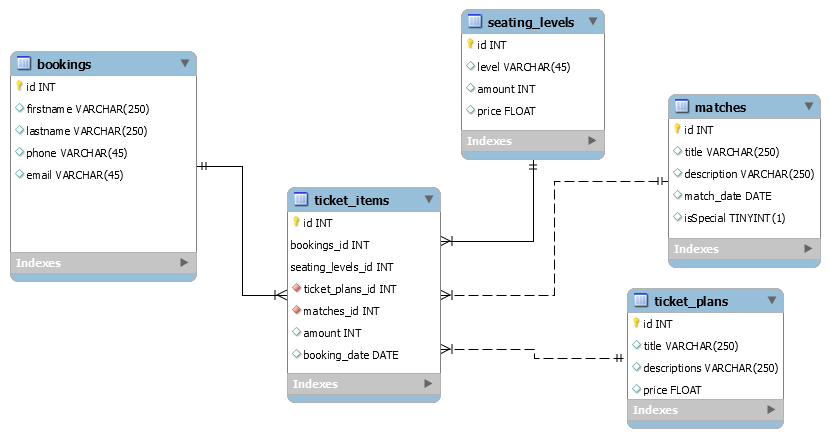 bookings
id INT
firstname VARCHAR(250)
lastname VARCHAR(250)
phone VARCHAR(45)
email VARCHAR(45)
Indexes
ticket_items
id INT
bookings_id INT
seating_levels_id INT
ticket_plans_id INT
matches_id INT
amount INT
booking_date DATE
Indexes
seating_levels
id INT
level VARCHAR(45)
amount INT
price FLOAT
Indexes
matches
id INT
title VARCHAR(250)
description VARCHAR(250)
match_date DATE
isSpecial TINYINT(1)
Indexes
ticket_plans
id INT
title VARCHAR(250)
descriptions VARCHAR(250)
price FLOAT
Indexes